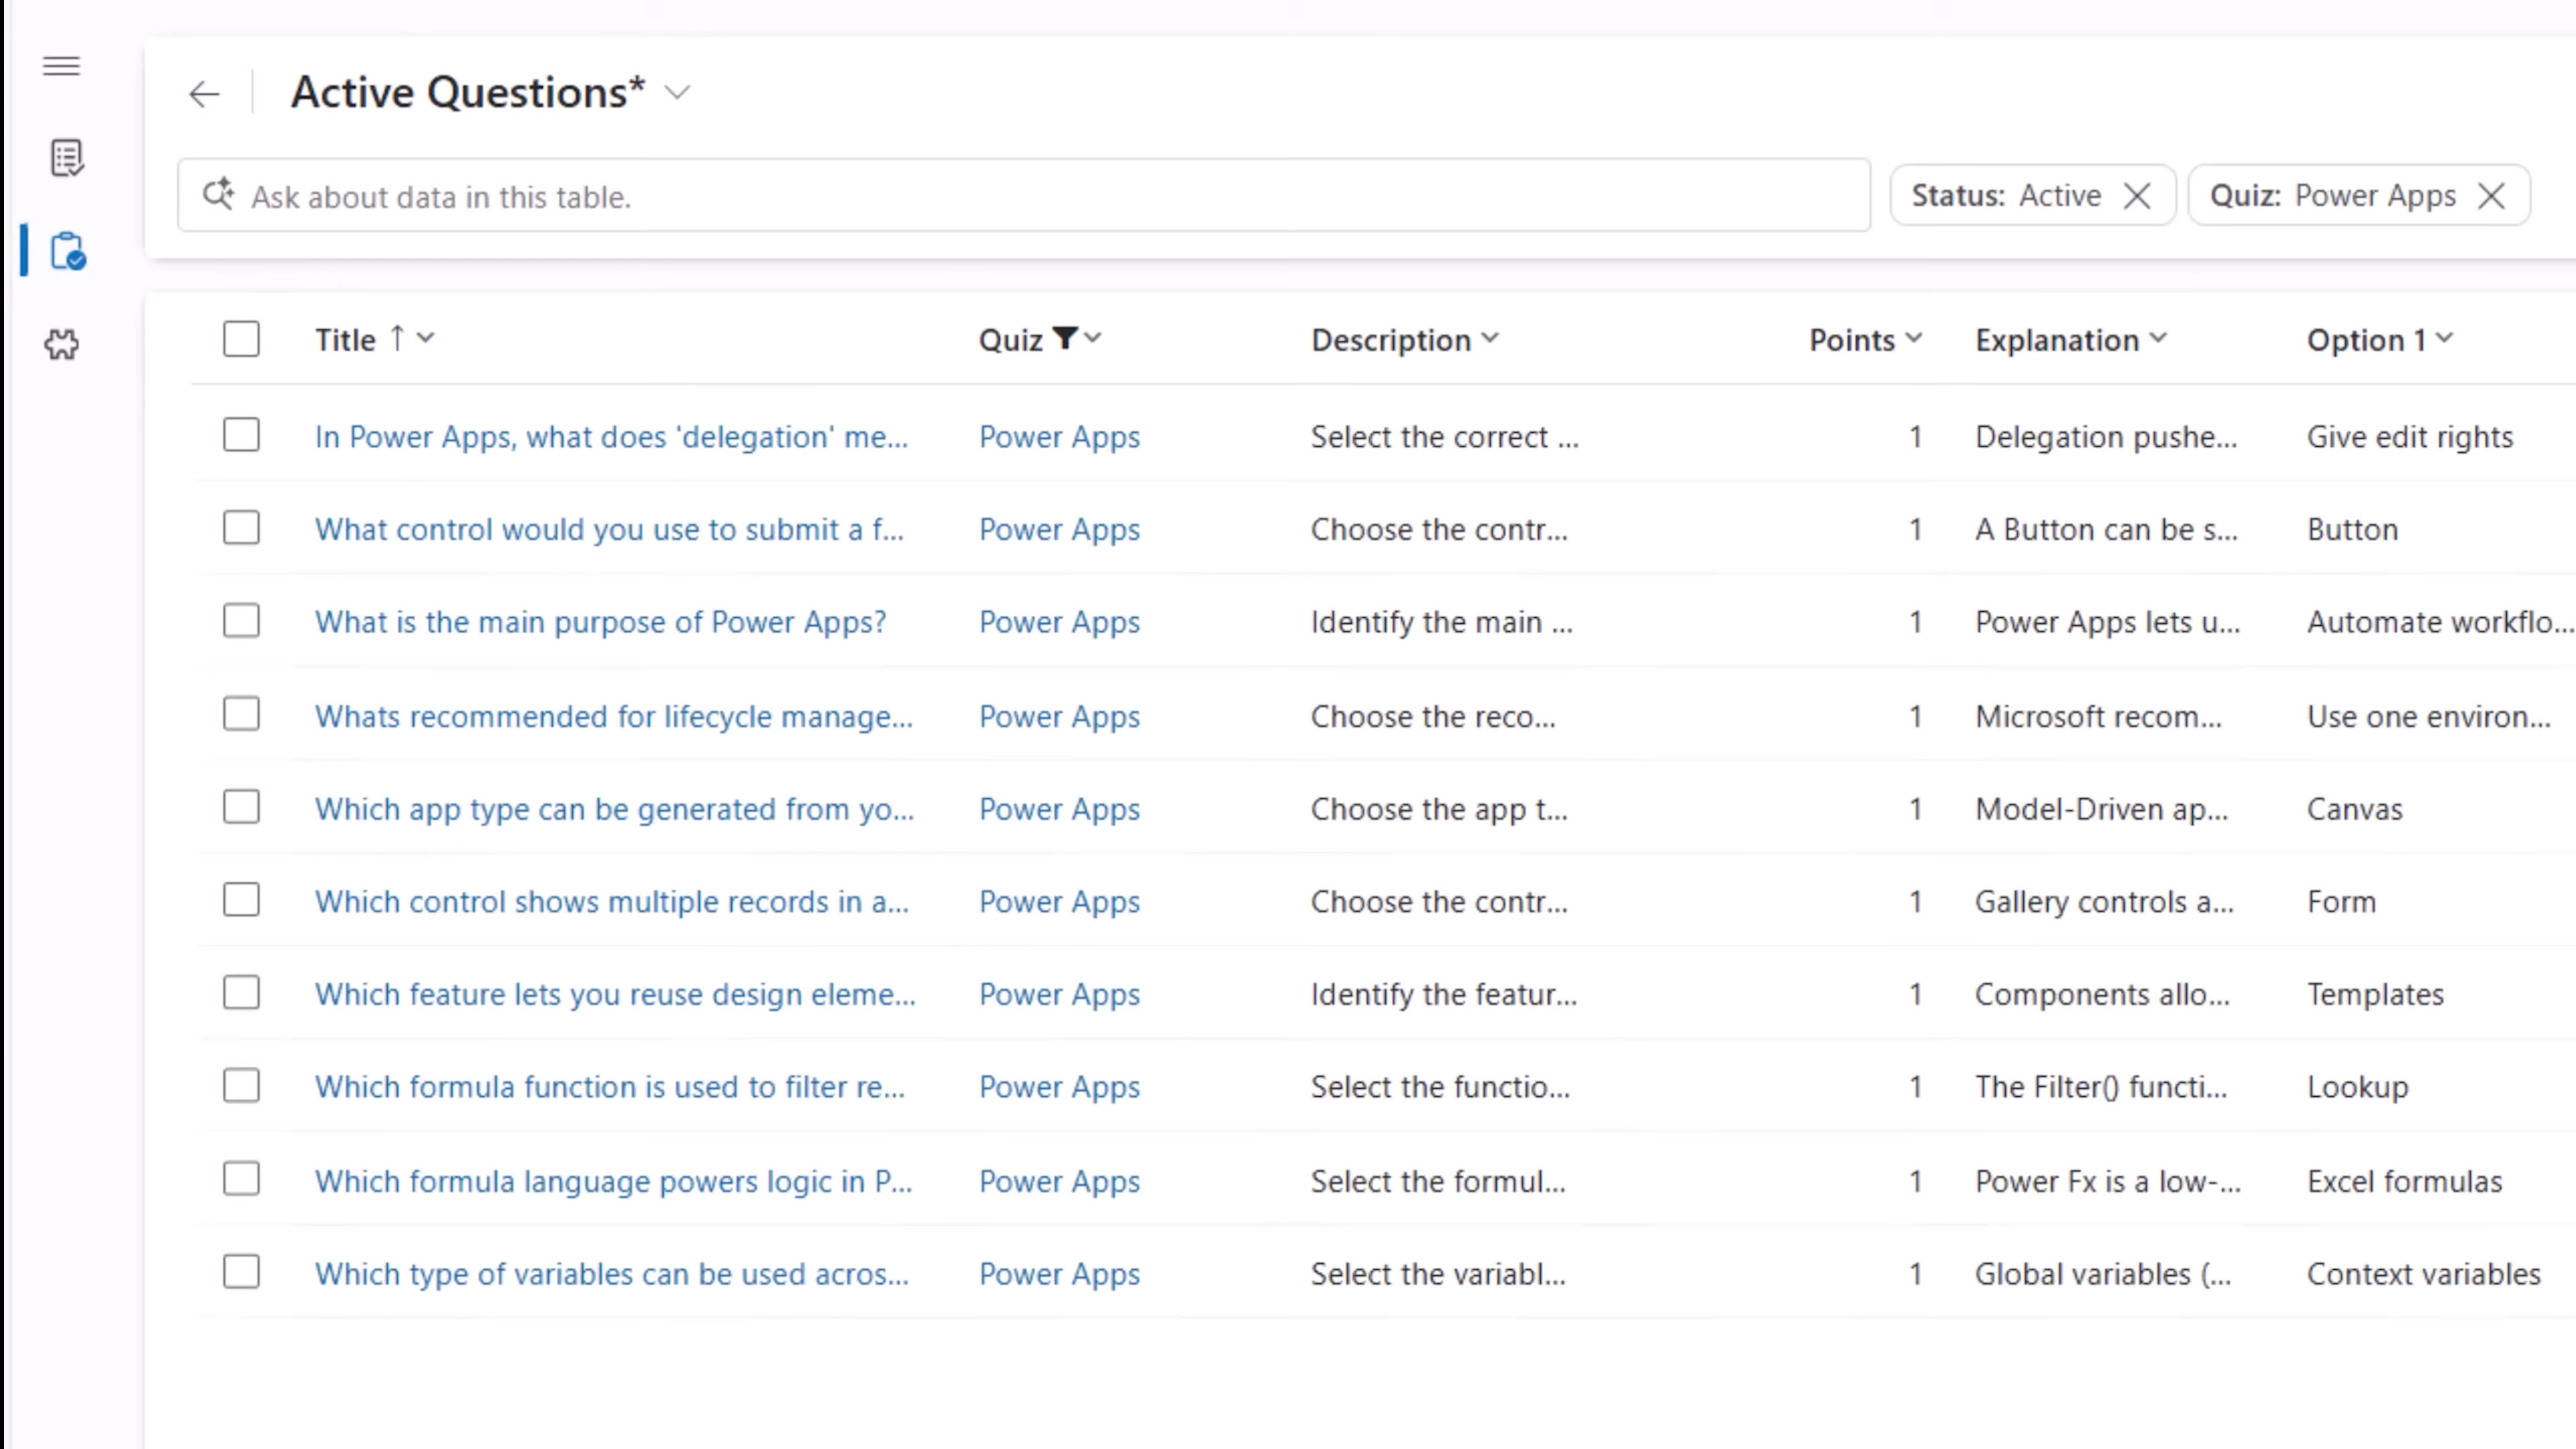 Active Questions*
Ask about data in this table. Status: Active Quiz: Power Apps
Title Quiz Description Points Explanation Option 1
In Power Apps, what does 'delegation' me... Power Apps Select the correct ... 1 Delegation pushe... Give edit rights
What control would you use to submit a f... Power Apps Choose the contr... 1 A Button can be s... Button
What is the main purpose of Power Apps? Power Apps Identify the main ... 1 Power Apps lets u... Automate workflo...
Whats recommended for lifecycle manage... Power Apps Choose the reco... 1 Microsoft recom... Use one environ...
Which app type can be generated from yo... Power Apps Choose the app t... 1 Model-Driven ap... Canvas
Which control shows multiple records in a... Power Apps Choose the contr... 1 Gallery controls a... Form
Which feature lets you reuse design eleme... Power Apps Identify the featur... 1 Components allo... Templates
Which formula function is used to filter re... Power Apps Select the functio... 1 The Filter() functi... Lookup
Which formula language powers logic in P... Power Apps Select the formul... 1 Power Fx is a low-... Excel formulas
Which type of variables can be used acros... Power Apps Select the variabl... 1 Global variables (... Context variables